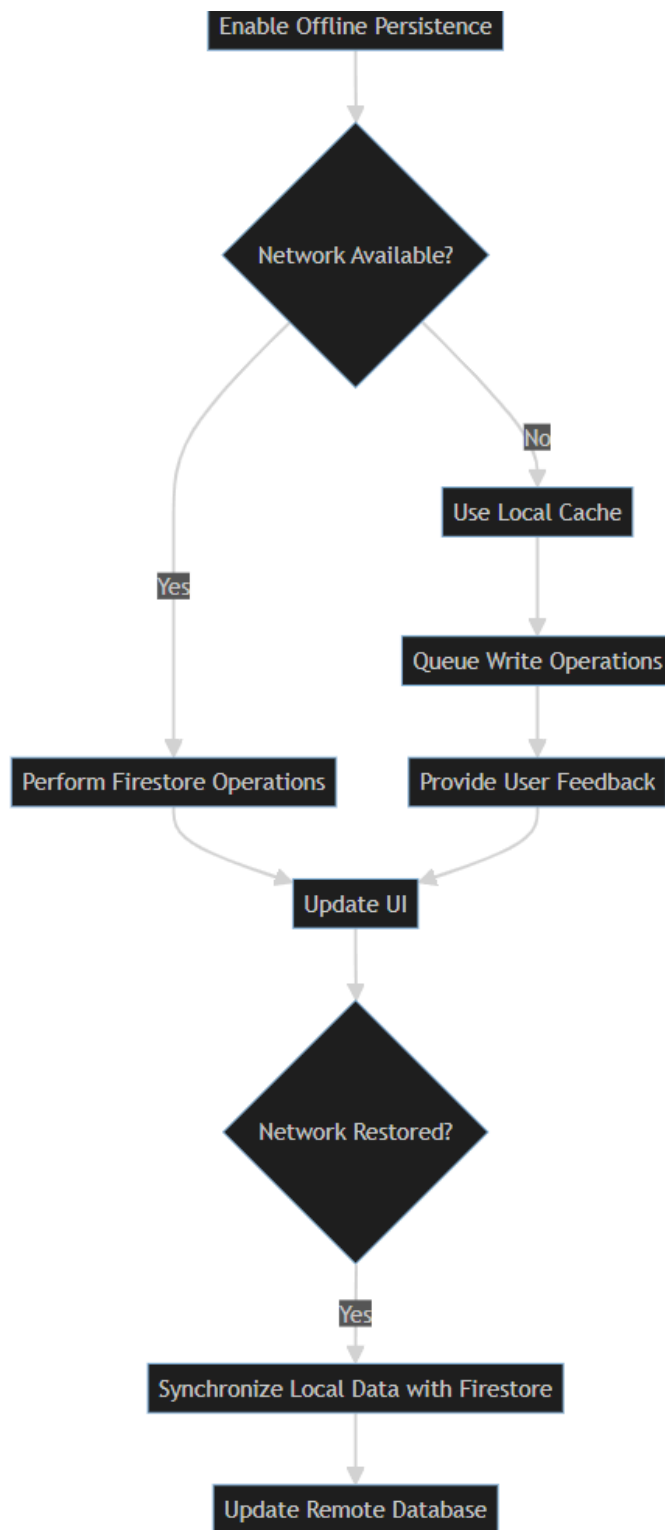 Enable Offline Persistence
Network Available?
No
Use Local Cache
Yes
Queue Write Operations
Perform Firestore Operations
Provide User Feedback
Update UI
Network Restored?
Yes
Synchronize Local Data with Firestore
Update Remote Database